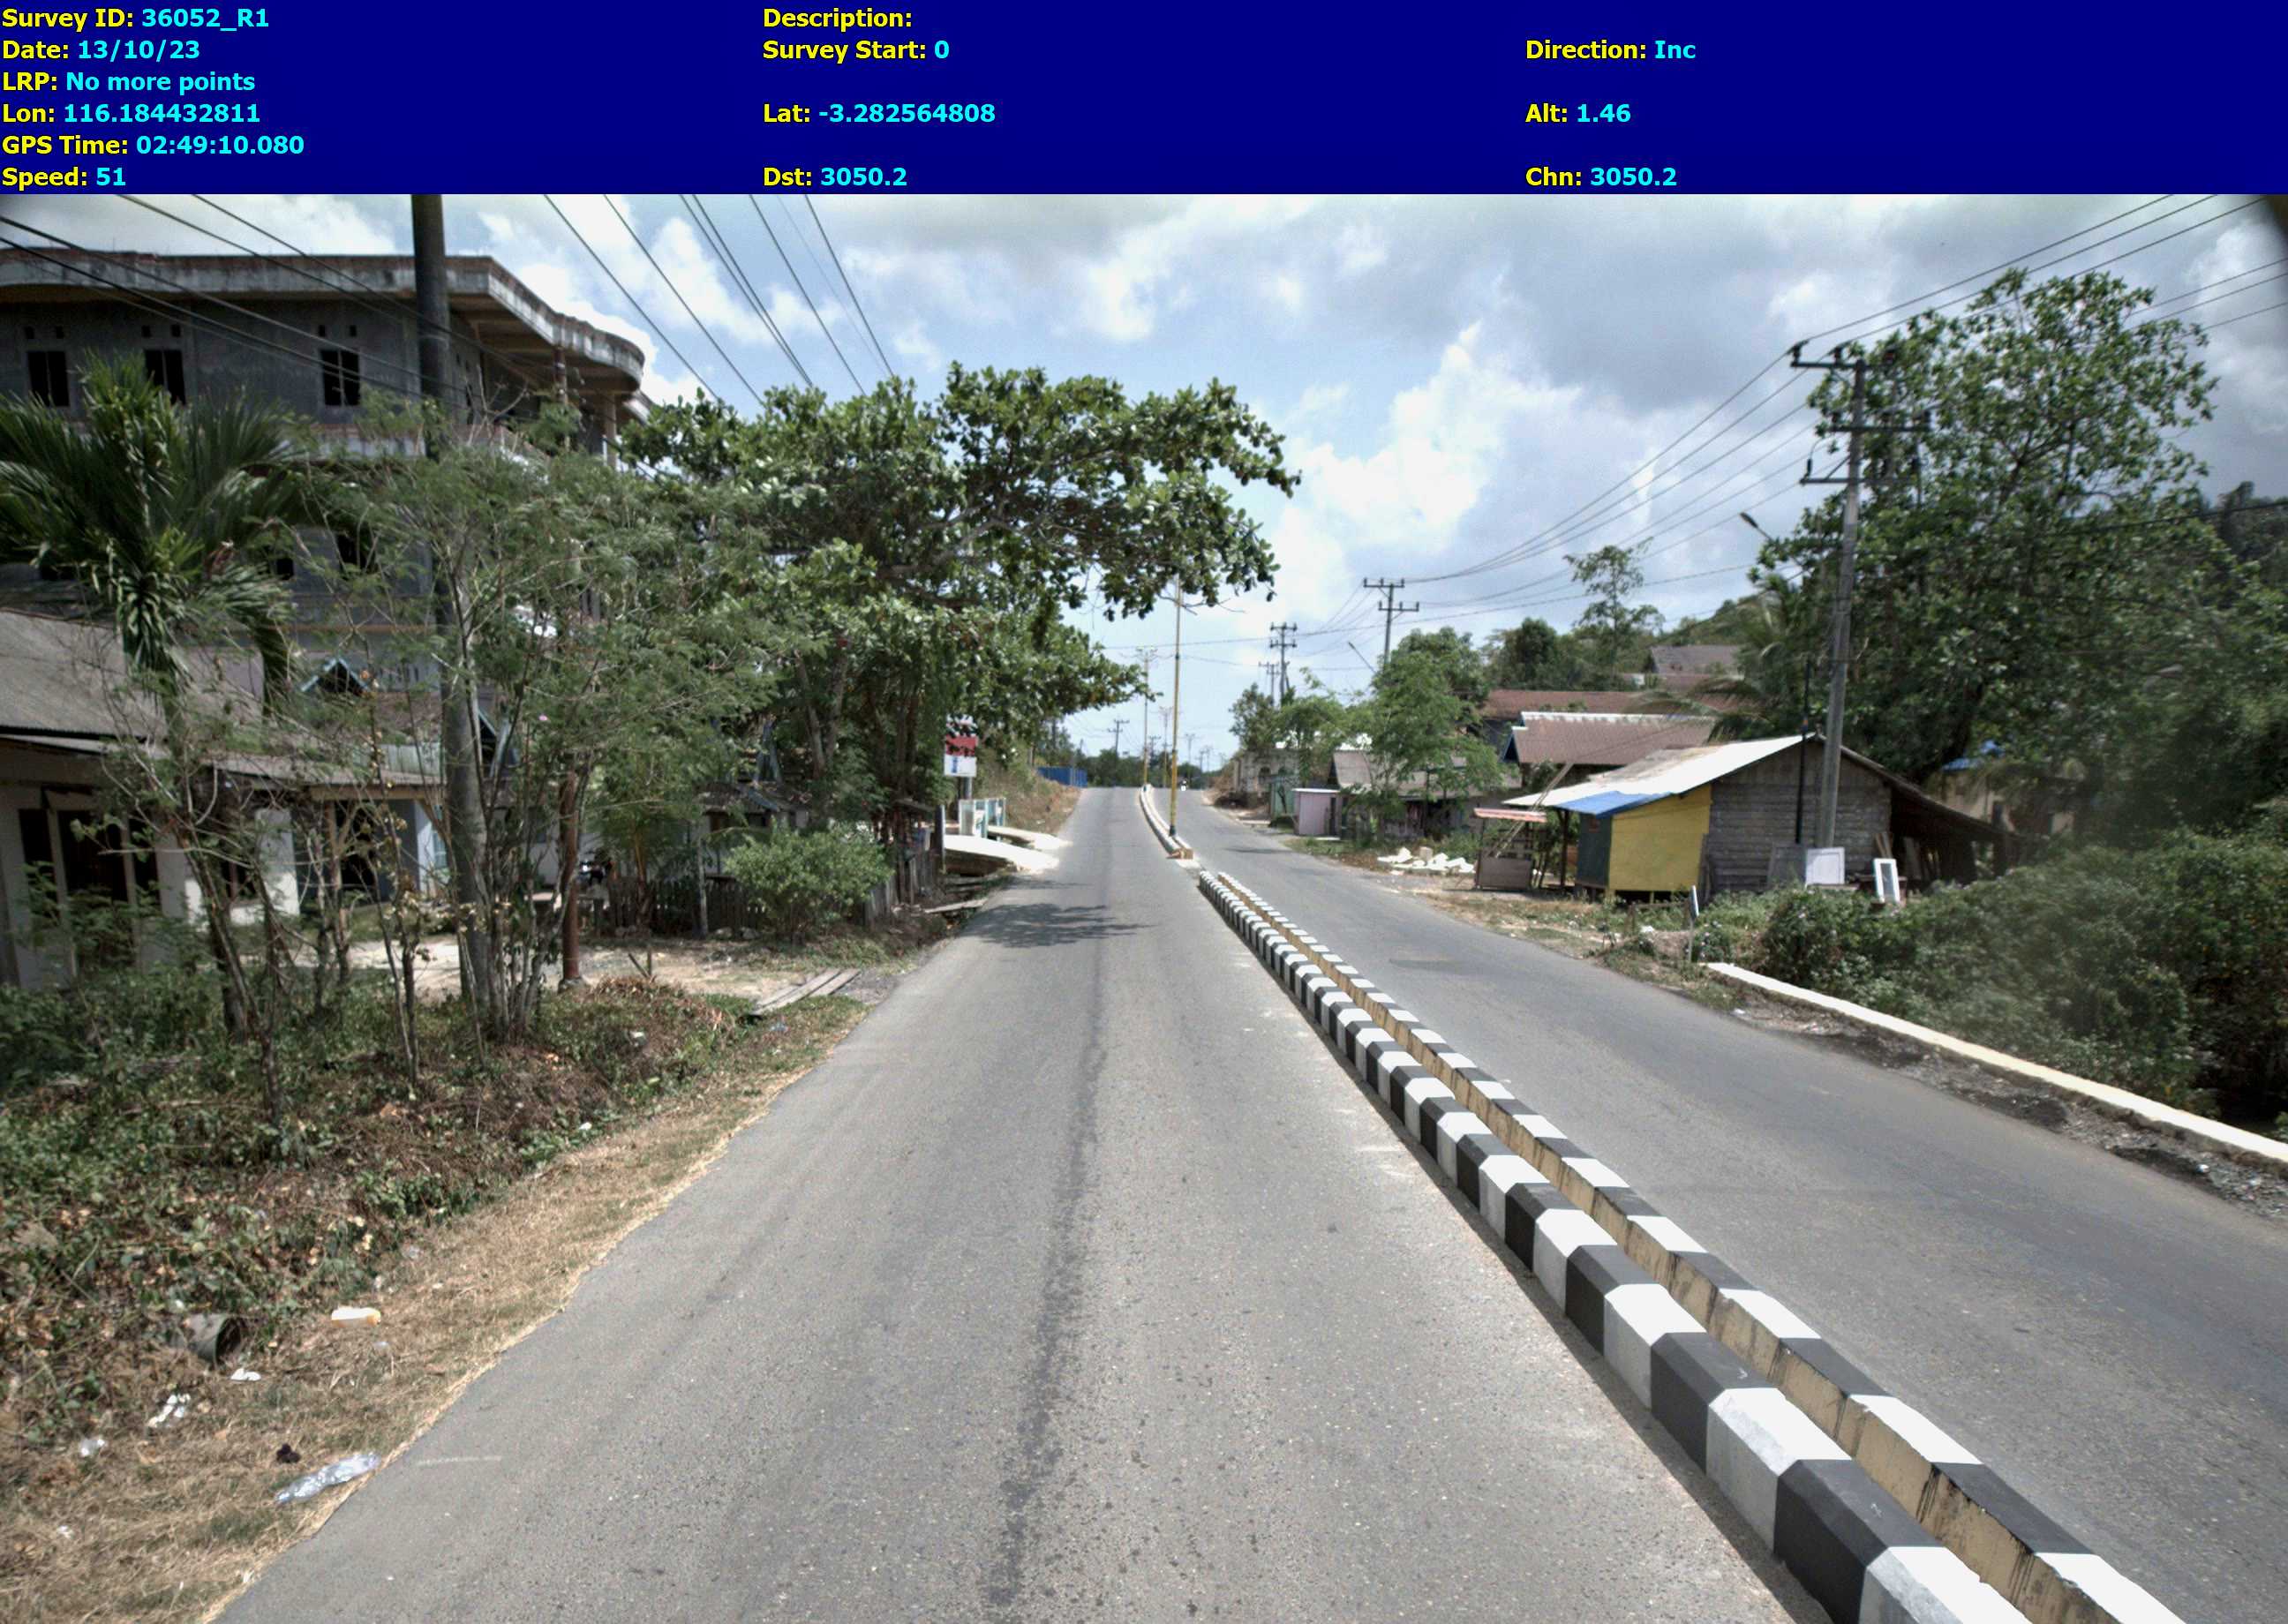 Survey ID: 36052_R1
Description:
Date: 13/10/23
Survey Start: 0
Direction: Inc
LRP: No more points
Lon: 116.184432811
Lat: -3.282564808
Alt: 1.46
GPS Time: 02:49:10.080
Speed: 51
Dst: 3050.2
Chn: 3050.2